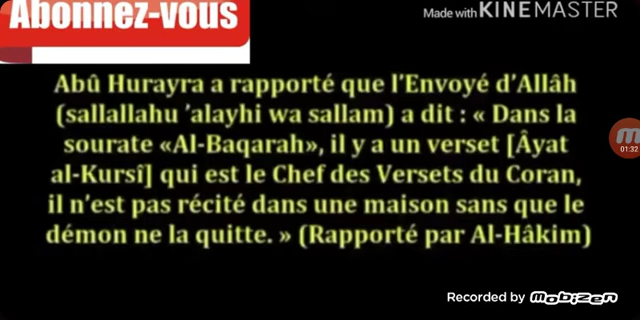 Abonnez-vous
Made with KINEMASTER
Abû Hurayra a rapporté que l'Envoyé d'Allâh
(sallallahu 'alayhi wa sallam) a dit : « Dans la
sourate «Al-Baqarah», il y a un verset [Âyat
al-Kursî] qui est le Chef des Versets du Coran,
il n'est pas récité dans une maison sans que le
démon ne la quitte. » (Rapporté par Al-Hâkim)
01:32
Recorded by mobizen